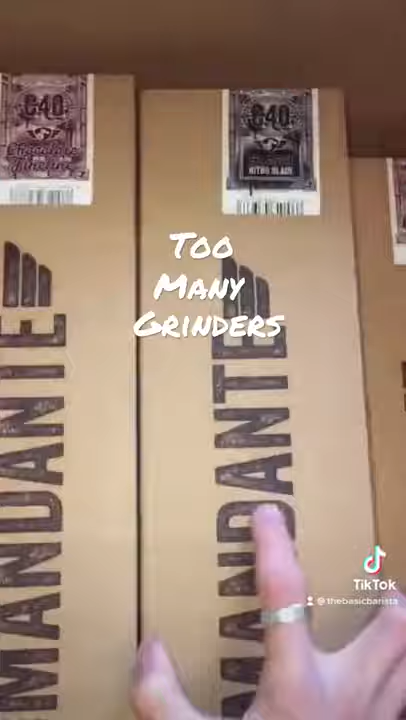 C40
C40
NITRO BLADE
Too
Many
Grinders
MANDANTE
MANDANTE
TikTok
@thebasicbarista